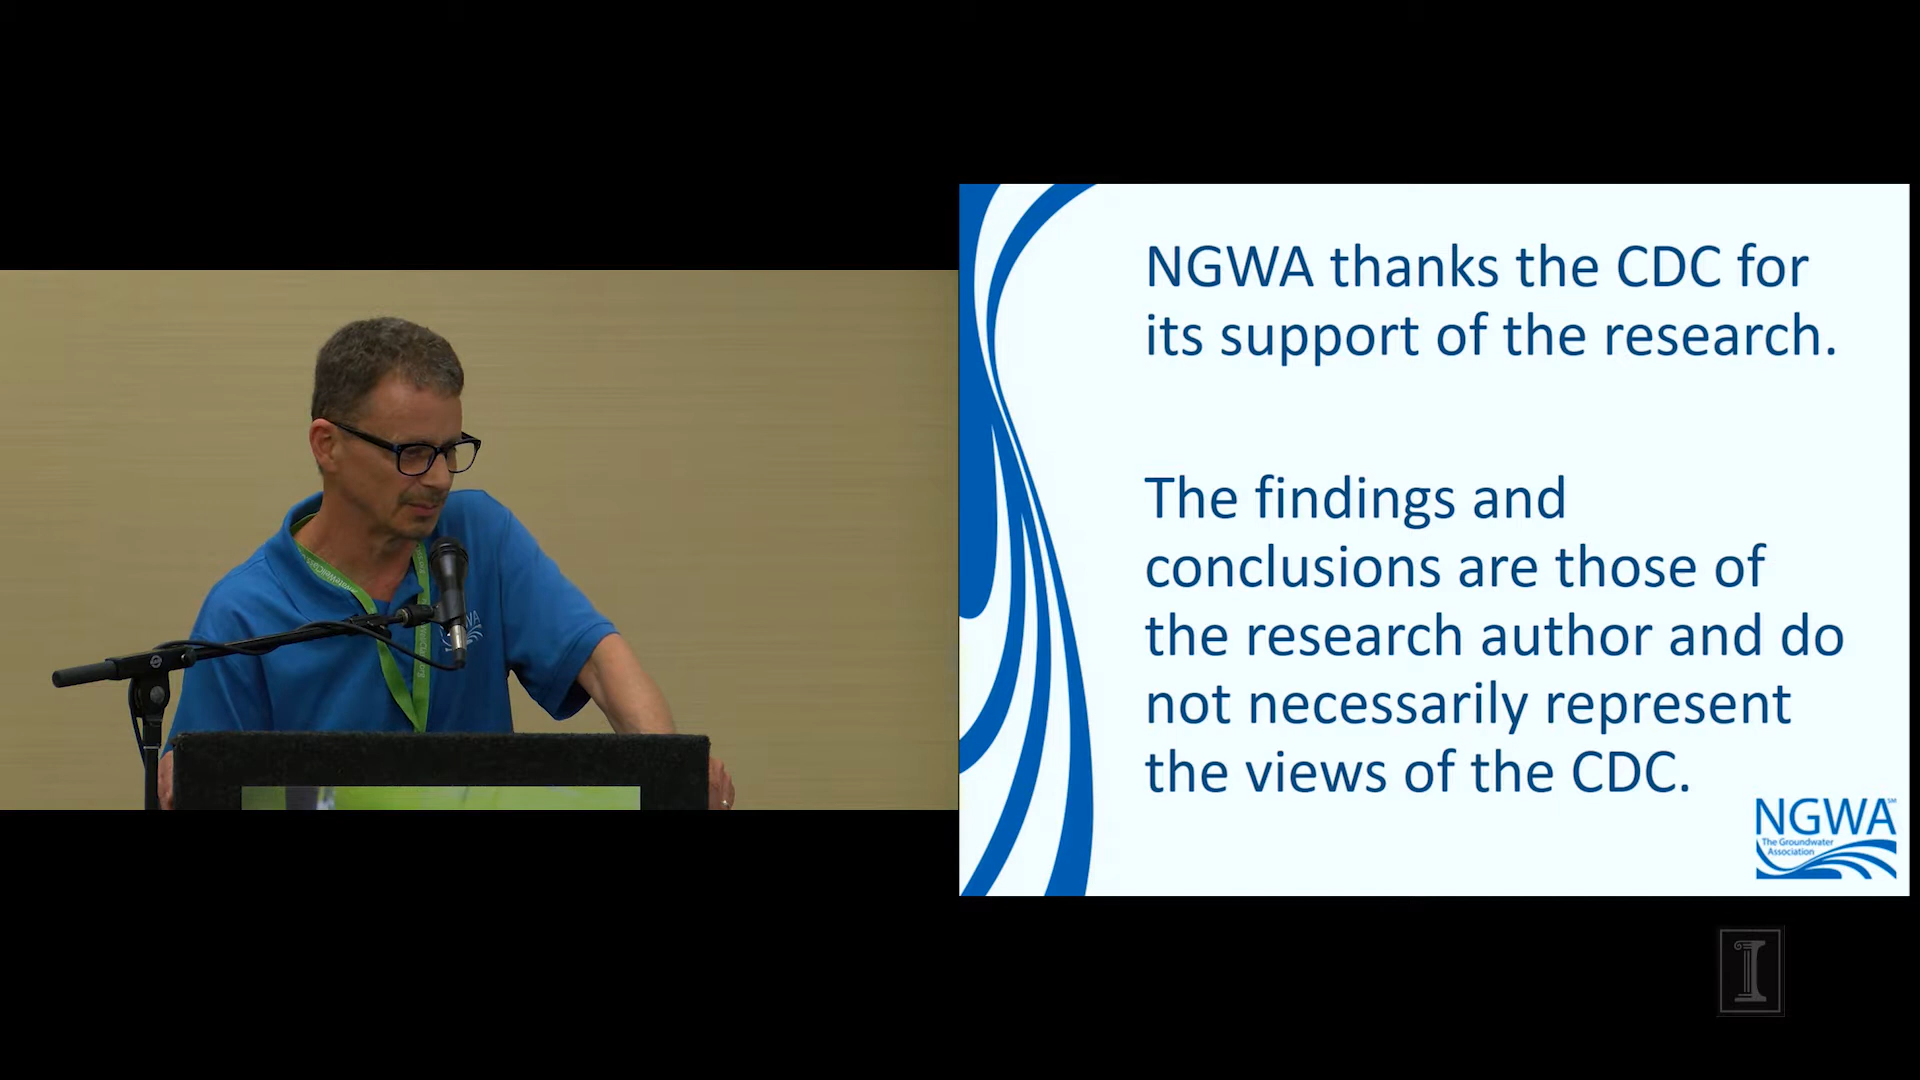 NGWA thanks the CDC for
its support of the research.
The findings and
conclusions are those of
the research author and do
not necessarily represent
the views of the CDC.
NGWA
The Groundwater
Association
NGWA